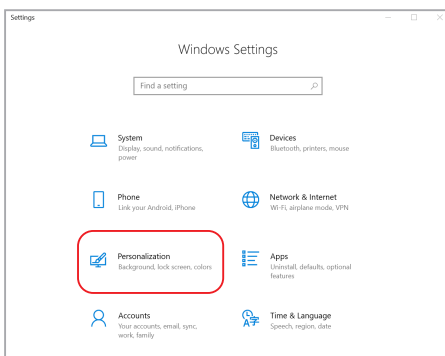 Settings
Windows Settings
Find a setting
System
Display, sound, notifications,
power
Devices
Bluetooth, printers, mouse
Phone
Link your Android, iPhone
Network & Internet
Wi-Fi, airplane mode, VPN
Personalization
Background, lock screen, colors
Apps
Uninstall, defaults, optional
features
Accounts
Your accounts, email, sync,
work, family
Time & Language
Speech, region, date